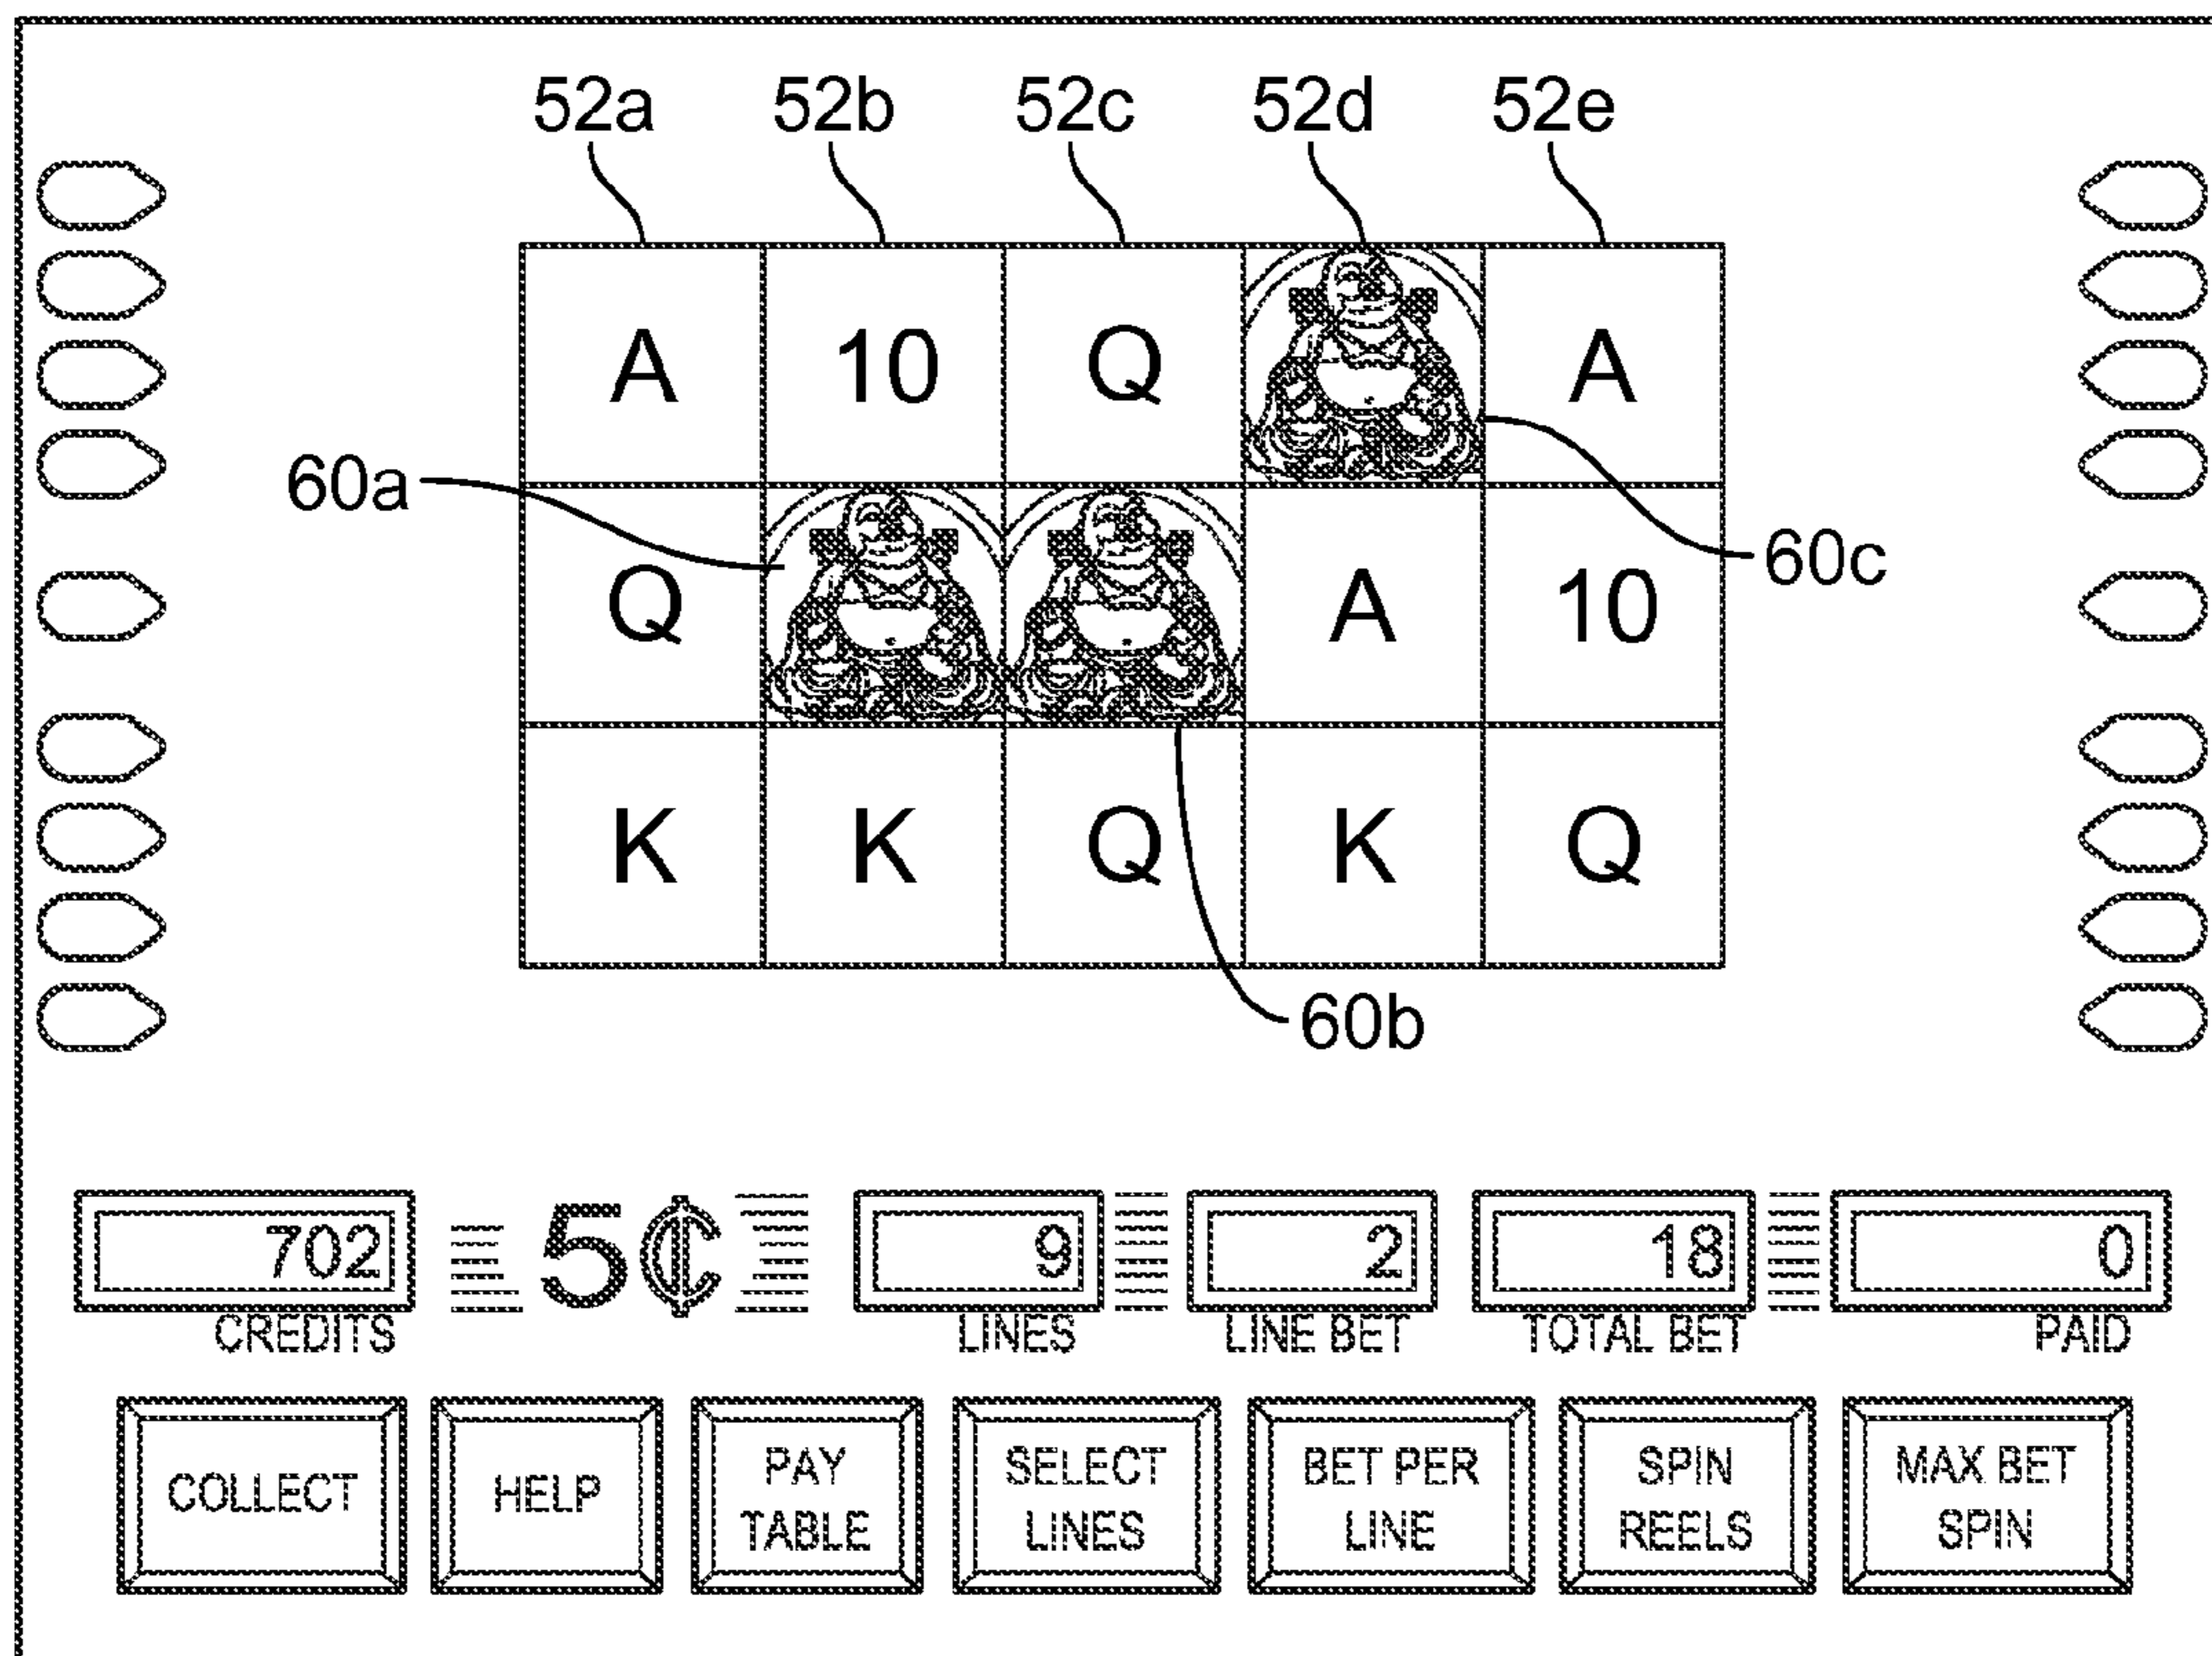 52a 52b 52c 52d 52e
A 10 Q A
60a
Q A 10
60c
K K Q K Q
60b
702 5¢ 9 2 18 0
CREDITS LINES LINE BET TOTAL BET PAID
COLLECT
HELP
PAY
TABLE
SELECT
LINES
BET PER
LINE
SPIN
REELS
MAX BET
SPIN